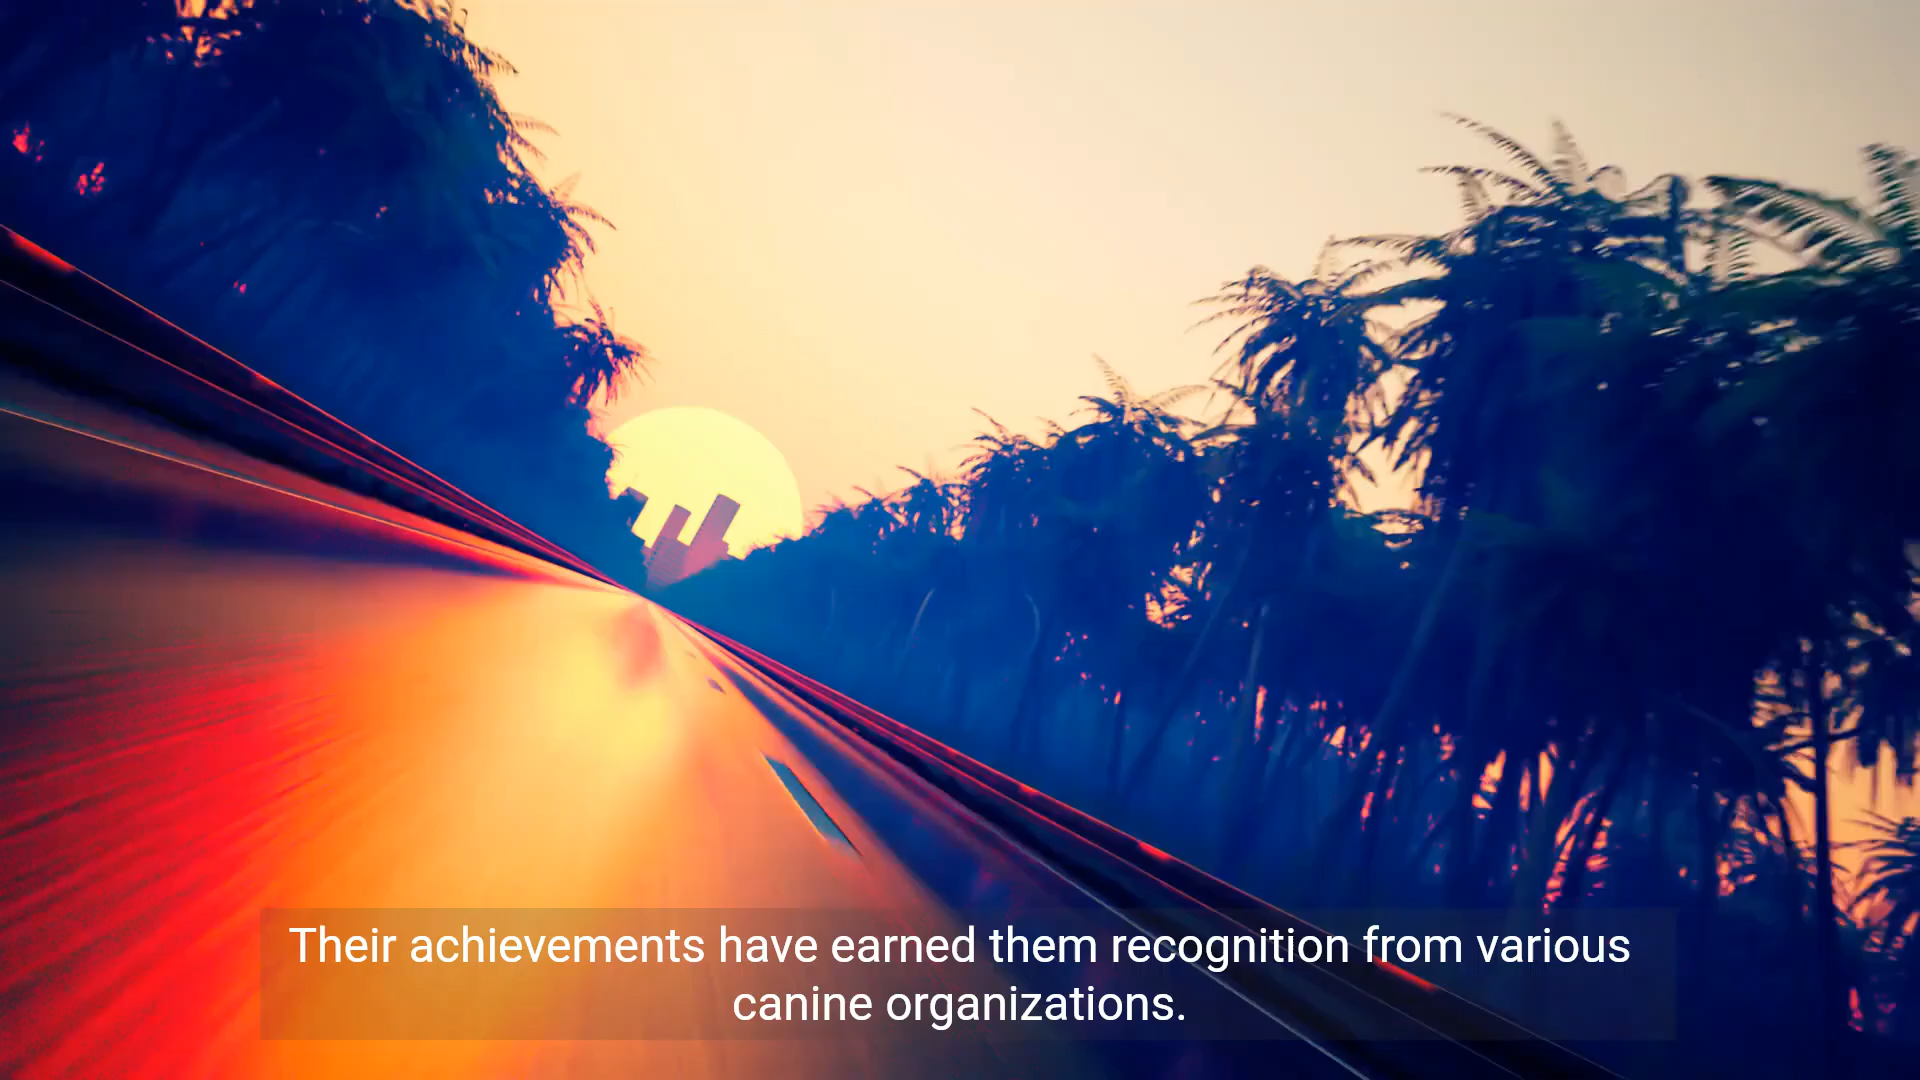 Their achievements have earned them recognition from various
canine organizations.